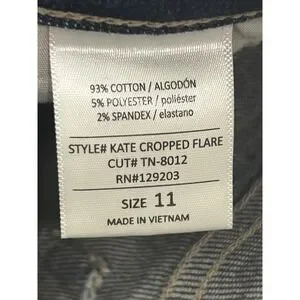 93% COTTON / ALGODÓN
5% POLYESTER / poliéster
2% SPANDEX / elastano
STYLE# KATE CROPPED FLARE
CUT# TN-8012
RN#129203
SIZE 11
MADE IN VIETNAM